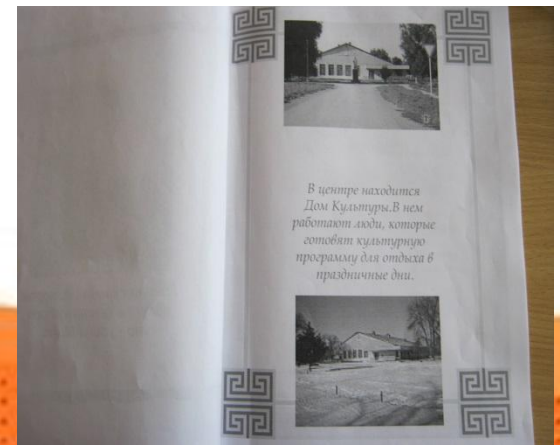 В центре находится
Дом Культуры.В нем
работают люди, которые
готовят культурную
программу для отдыха в
праздничные дни.